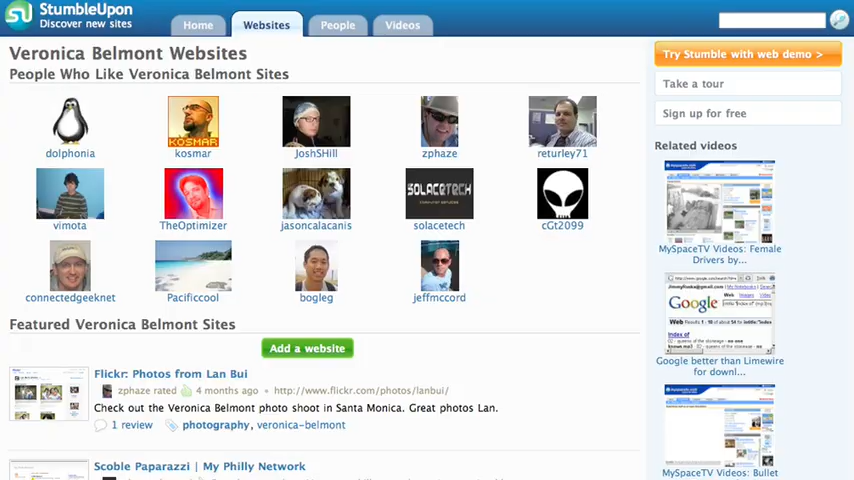 StumbleUpon
Discover new sites
Home
Websites
People
Videos
Veronica Belmont Websites
People Who Like Veronica Belmont Sites
dolphonia
KOSMAR
kosmar
JoshSHill
zphaze
returley71
vimota
TheOptimizer
jasoncalacanis
SOLACETECH
COMPUTER SERVICES
solacetech
cGt2099
connectedgeeknet
Pacificcool
bogleg
jeffmccord
Featured Veronica Belmont Sites
Add a website
Flickr: Photos from Lan Bui
zphaze rated 4 months ago • http://www.flickr.com/photos/lanbui/
Check out the Veronica Belmont photo shoot in Santa Monica. Great photos Lan.
1 review photography, veronica-belmont
Scoble Paparazzi | My Philly Network
Try Stumble with web demo >
Take a tour
Sign up for free
Related videos
MySpaceTV Videos: Female
Drivers by...
Google
Google better than Limewire
for downl...
MySpaceTV Videos: Bullet